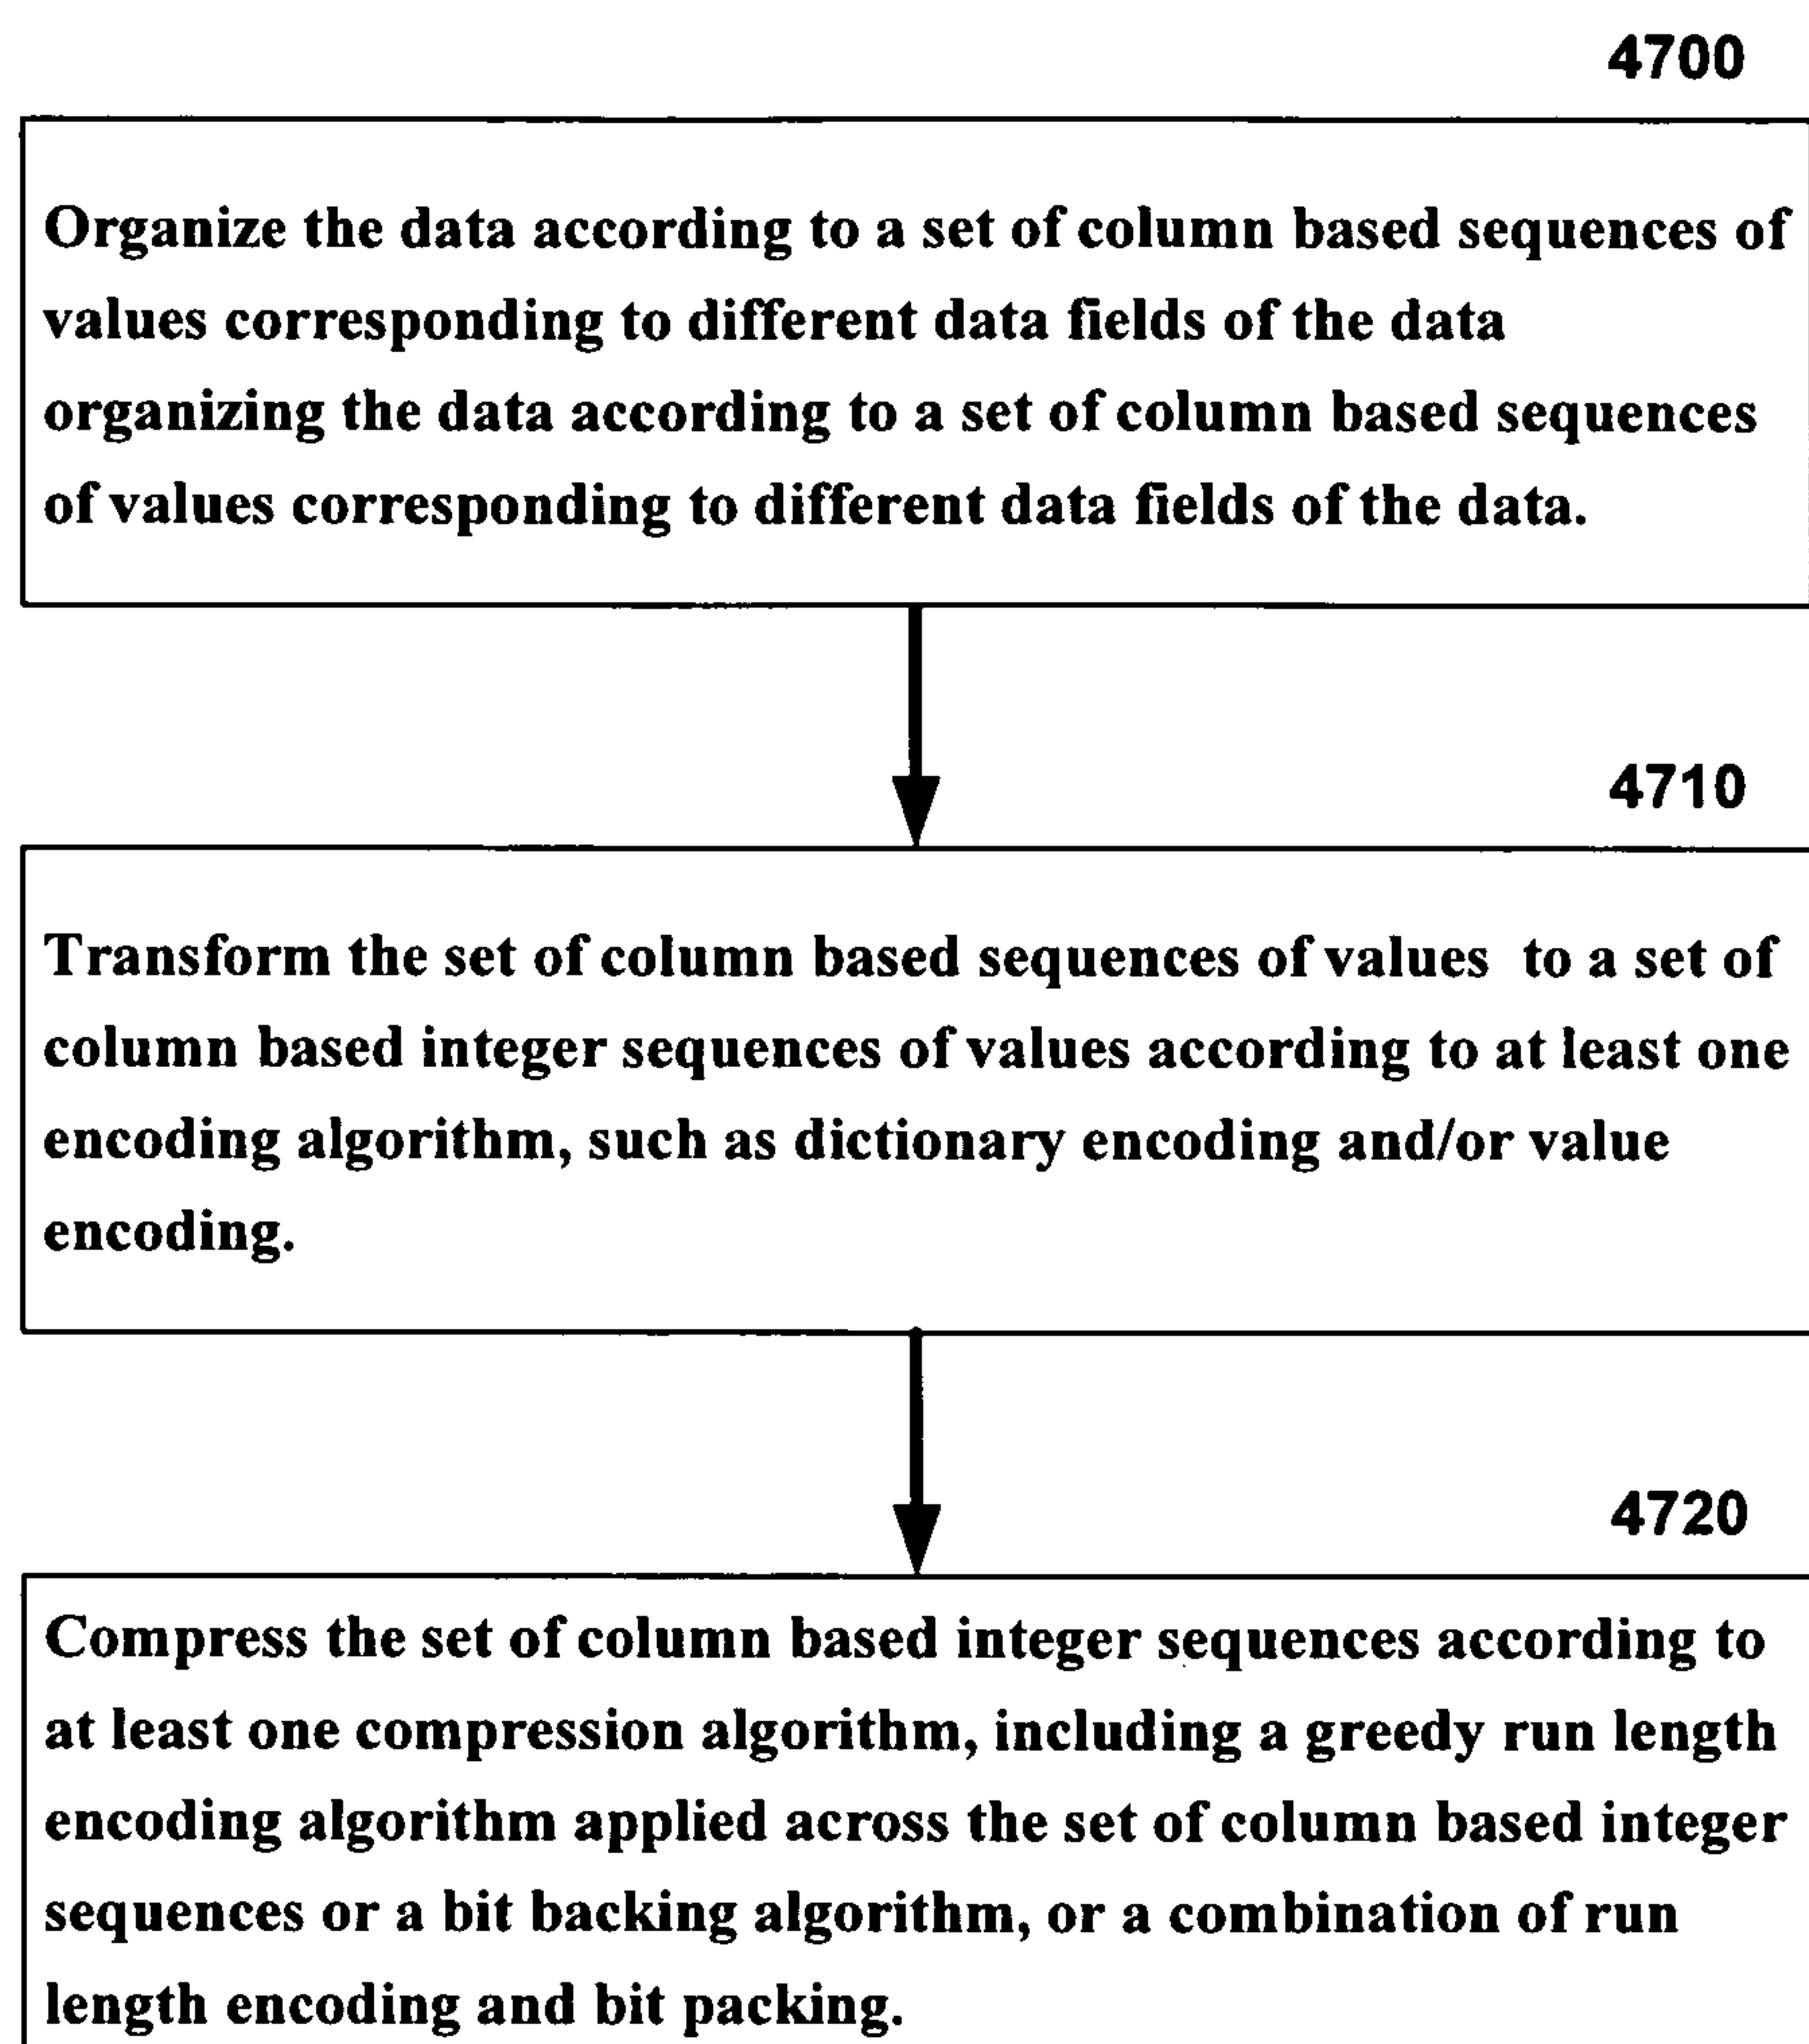 4700
Organize the data according to a set of column based sequences of
values corresponding to different data fields of the data
organizing the data according to a set of column based sequences
of values corresponding to different data fields of the data.
4710
Transform the set of column based sequences of values to a set of
column based integer sequences of values according to at least one
encoding algorithm, such as dictionary encoding and/or value
encoding.
4720
Compress the set of column based integer sequences according to
at least one compression algorithm, including a greedy run length
encoding algorithm applied across the set of column based integer
sequences or a bit backing algorithm, or a combination of run
length encoding and bit packing.